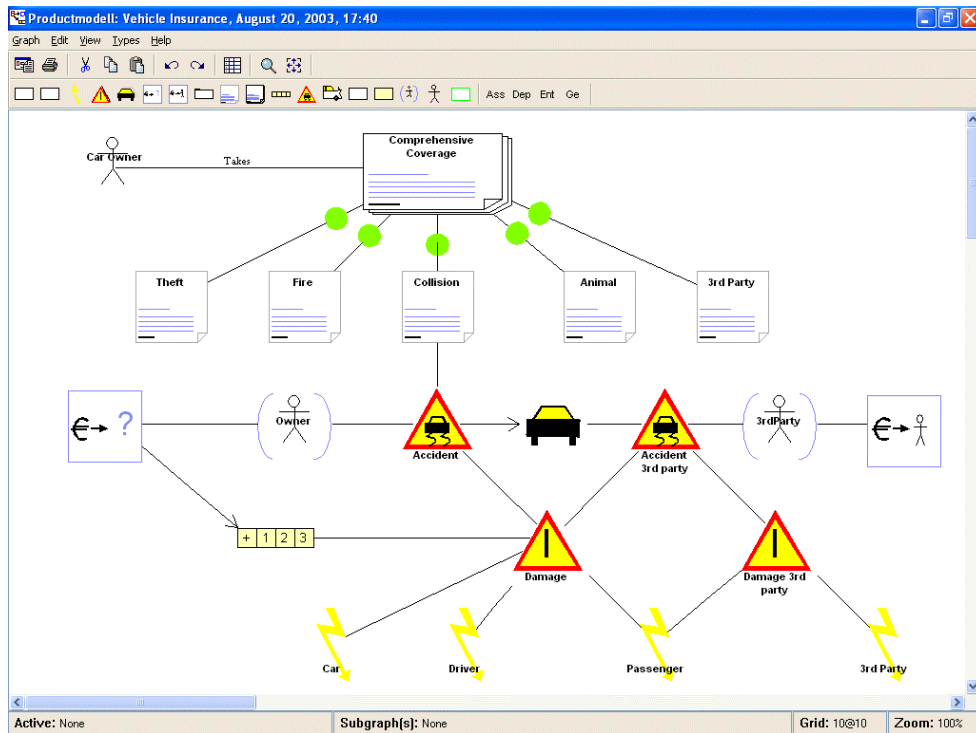 Productmodell: Vehicle Insurance, August 20, 2003, 17:40
Graph Edit View Types Help
Ass Dep Ent Ge
Comprehensive
Coverage
Car Owner
Takes
Theft
Fire
Collision
Animal
3rd Party
€ ?
Owner
3rdParty
€
Accident
Accident
3rd party
+ 1 2 3
Damage
Damage 3rd
party
Car
Driver
Passenger
3rd Party
Active: None
Subgraph(s): None
Grid: 10@10
Zoom: 100%